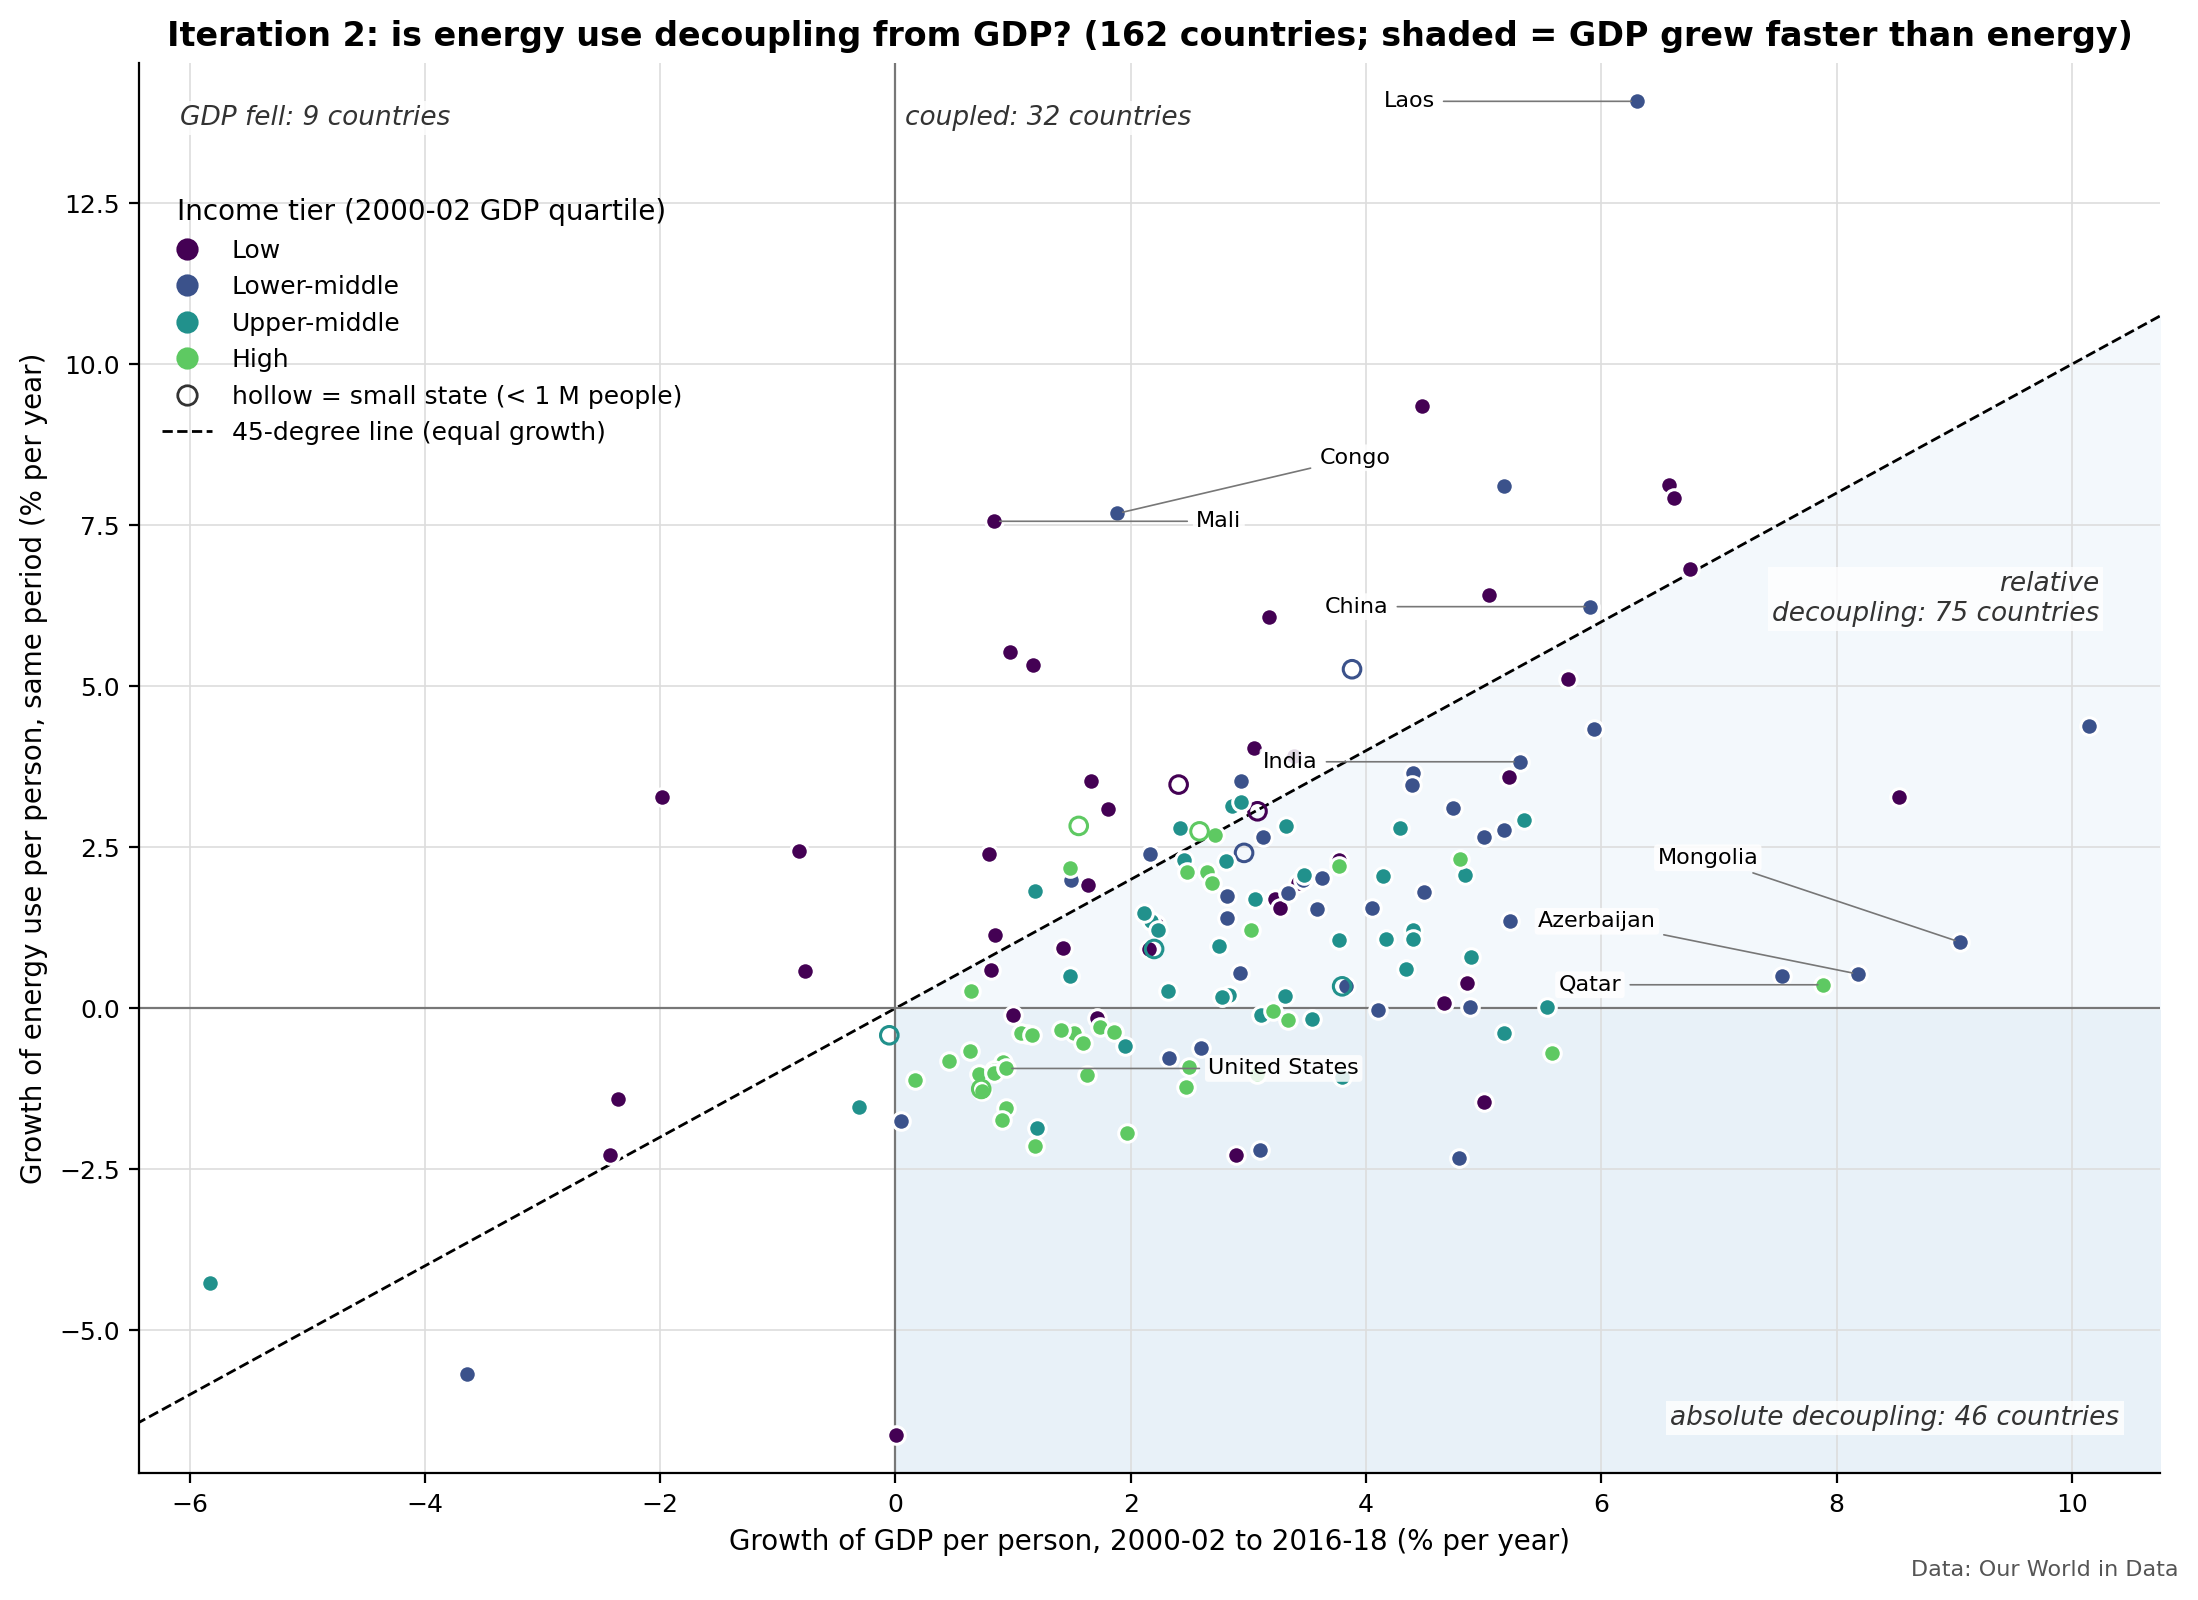 Iteration 2: is energy use decoupling from GDP? (162 countries; shaded = GDP grew faster than energy)
GDP fell: 9 countries
coupled: 32 countries
Laos
Income tier (2000-02 GDP quartile)
Low
Lower-middle
Upper-middle
High
hollow = small state (< 1 M people)
45-degree line (equal growth)
Congo
Mali
China
relative
decoupling: 75 countries
India
Mongolia
Azerbaijan
Qatar
United States
absolute decoupling: 46 countries
12.5
10.0
7.5
5.0
2.5
0.0
−2.5
−5.0
Growth of energy use per person, same period (% per year)
−6
−4
−2
0
2
4
6
8
10
Growth of GDP per person, 2000-02 to 2016-18 (% per year)
Data: Our World in Data